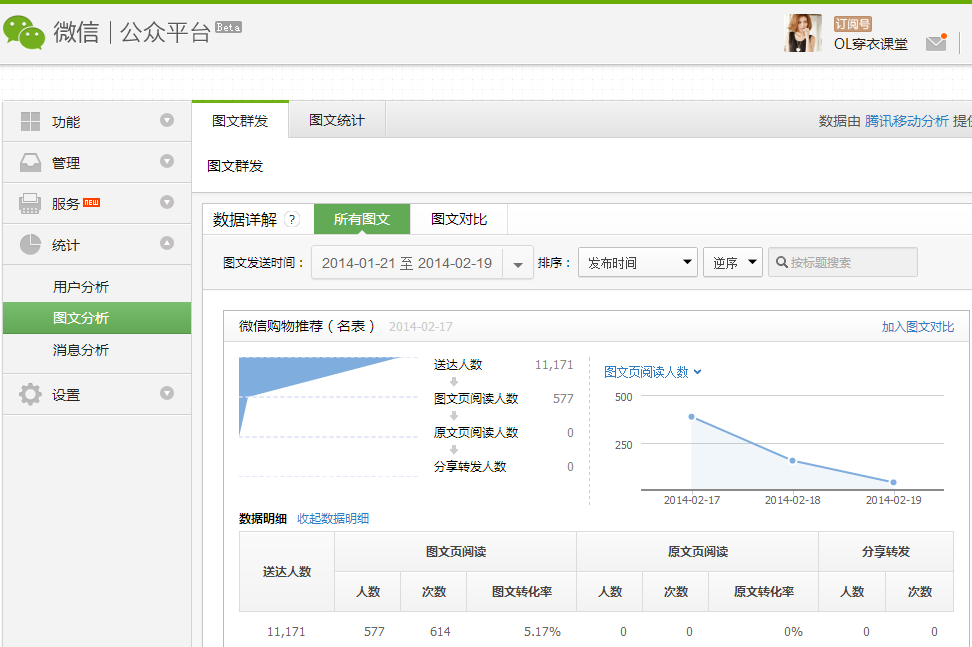 微信 | 公众平台 Beta
订阅号
OL穿衣课堂
功能
管理
服务 NEW
统计
用户分析
图文分析
消息分析
设置
图文群发 图文统计 数据由 腾讯移动分析 提供
图文群发
数据详解 ? 所有图文 图文对比
图文发送时间： 2014-01-21 至 2014-02-19 排序： 发布时间 逆序 按标题搜索
微信购物推荐（名表） 2014-02-17 加入图文对比
送达人数 11,171
图文页阅读人数 577
原文页阅读人数 0
分享转发人数 0
图文页阅读人数
500
250
2014-02-17 2014-02-18 2014-02-19
数据明细 收起数据明细
送达人数 图文页阅读 原文页阅读 分享转发
人数 次数 图文转化率 人数 次数 原文转化率 人数 次数
11,171 577 614 5.17% 0 0 0% 0 0